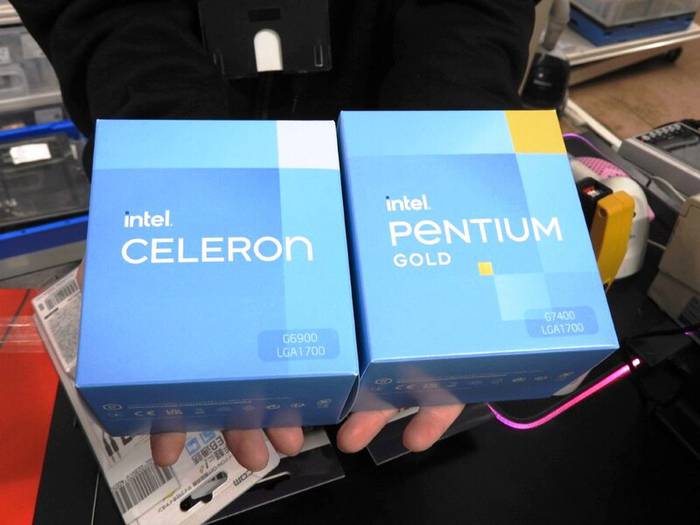 intel.
CELERON
G6900
LGA1700
intel.
PENTIUM
GOLD
G7400
LGA1700